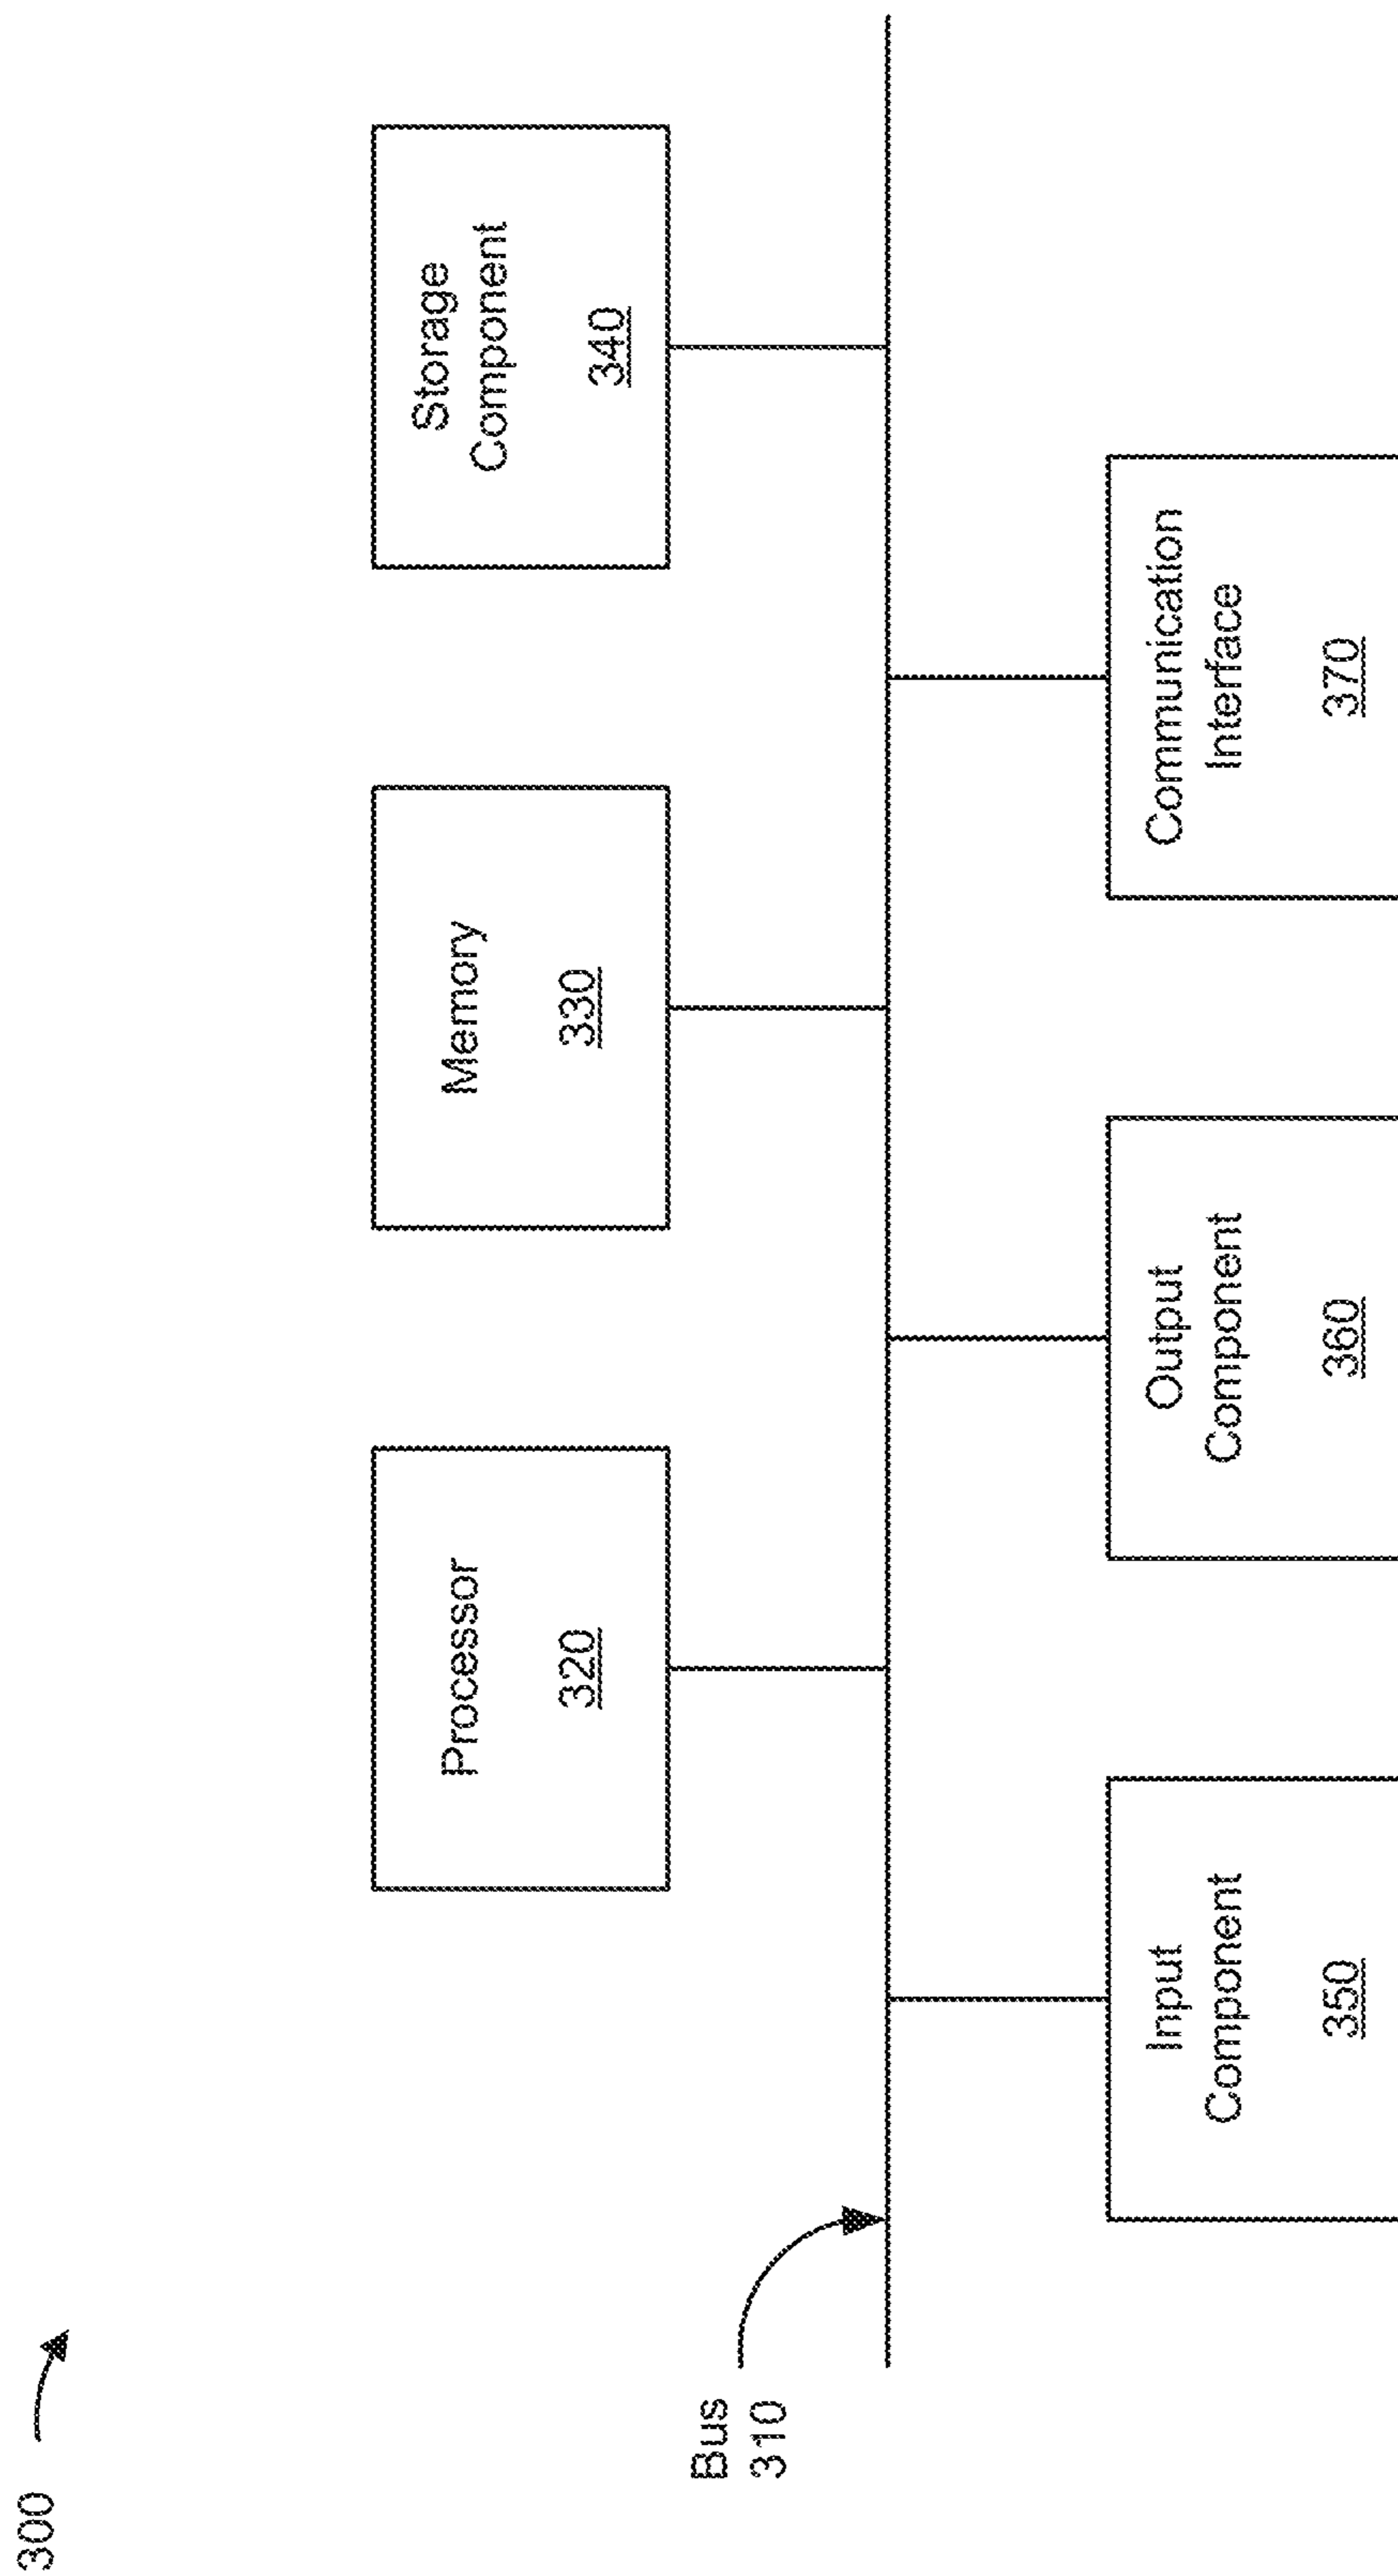 300
Processor
320
Memory
330
Storage
Component
340
Bus
310
Input
Component
350
Output
Component
360
Communication
Interface
370